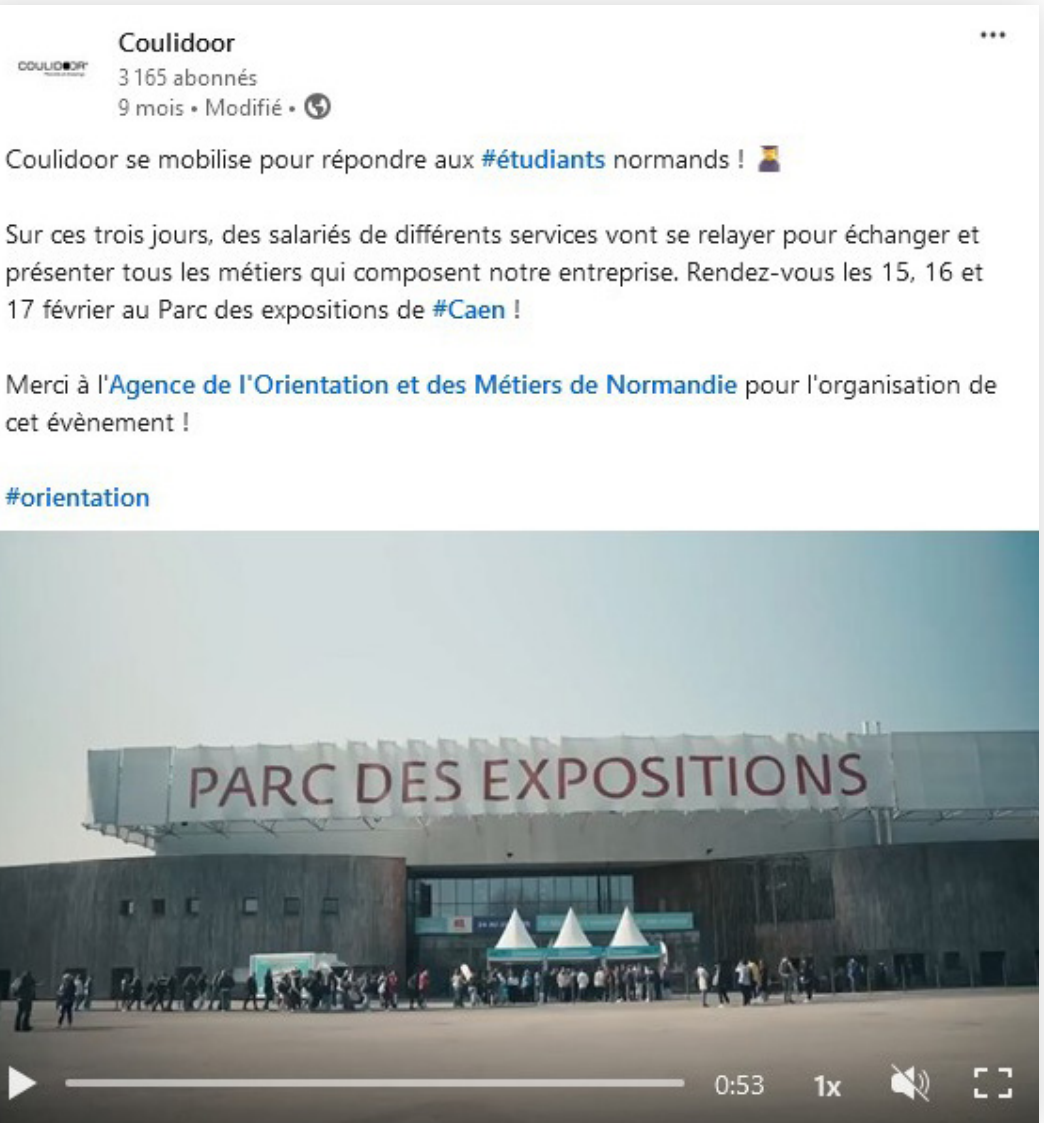 COULIDOOR
Coulidoor
3 165 abonnés
9 mois • Modifié •
Coulidoor se mobilise pour répondre aux #étudiants normands !
Sur ces trois jours, des salariés de différents services vont se relayer pour échanger et
présenter tous les métiers qui composent notre entreprise. Rendez-vous les 15, 16 et
17 février au Parc des expositions de #Caen !
Merci à l'Agence de l'Orientation et des Métiers de Normandie pour l'organisation de
cet évènement !
#orientation
PARC DES EXPOSITIONS
0:53
1x